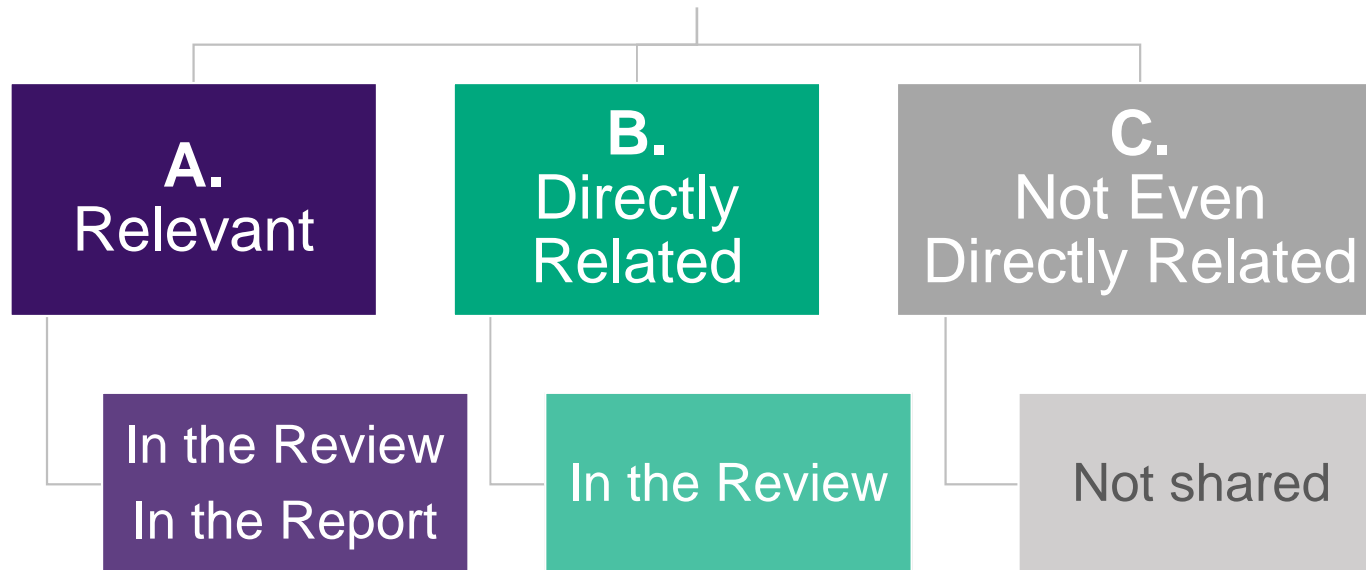 A.
Relevant
B.
Directly
Related
C.
Not Even
Directly Related
In the Review
In the Report
In the Review
Not shared